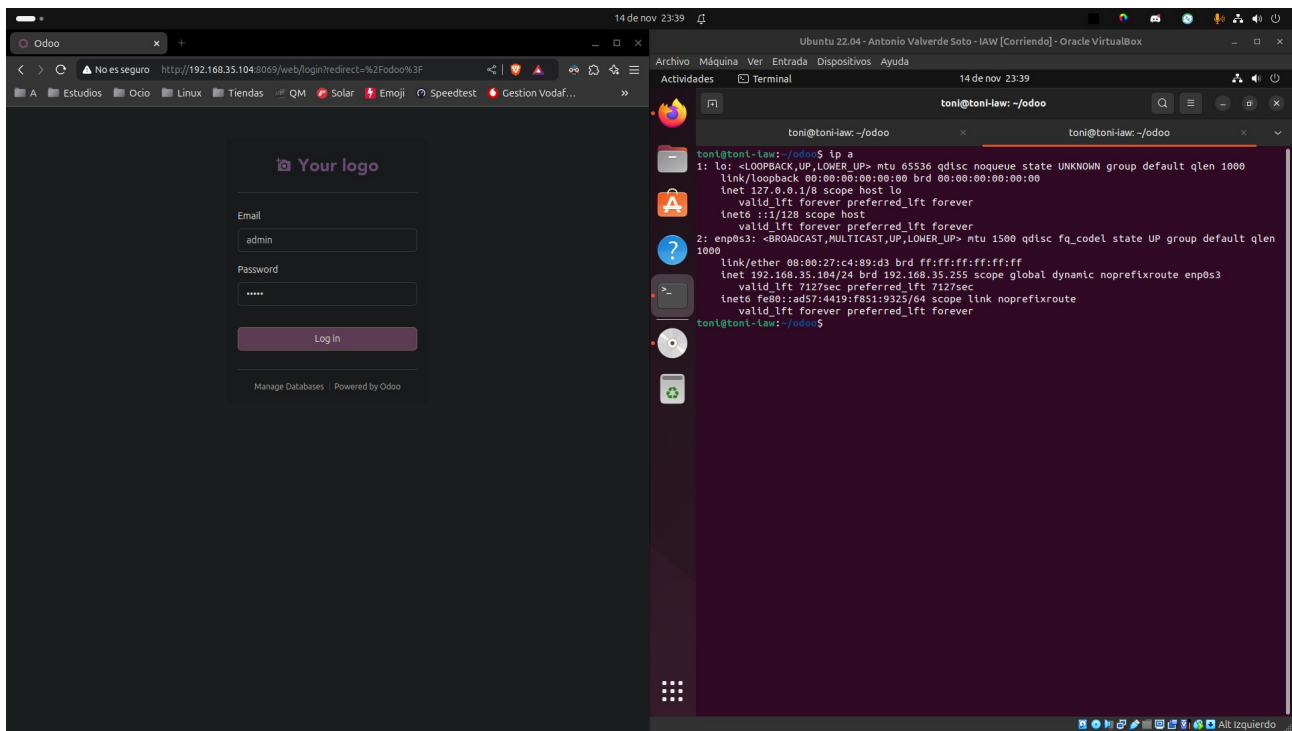 14 de nov 23:39
Odoo
No es seguro http://192.168.35.104:8069/web/login?redirect=%2Fodoo%3F
A Estudios Ocio Linux Tiendas QM Solar Emoji Speedtest Gestion Vodaf... »
Your logo
Email
admin
Password
•••••
Log in
Manage Databases | Powered by Odoo
Ubuntu 22.04 - Antonio Valverde Soto - IAW [Corriendo] - Oracle VirtualBox
Archivo Máquina Ver Entrada Dispositivos Ayuda
Actividades Terminal 14 de nov 23:39
toni@toni-iaw: ~/odoo
toni@toni-iaw: ~/odoo toni@toni-iaw: ~/odoo
toni@toni-iaw:~/odoo$ ip a
1: lo: <LOOPBACK,UP,LOWER_UP> mtu 65536 qdisc noqueue state UNKNOWN group default qlen 1000
link/loopback 00:00:00:00:00:00 brd 00:00:00:00:00:00
inet 127.0.0.1/8 scope host lo
valid_lft forever preferred_lft forever
inet6 ::1/128 scope host
valid_lft forever preferred_lft forever
2: enp0s3: <BROADCAST,MULTICAST,UP,LOWER_UP> mtu 1500 qdisc fq_codel state UP group default qlen
1000
link/ether 08:00:27:c4:89:d3 brd ff:ff:ff:ff:ff:ff
inet 192.168.35.104/24 brd 192.168.35.255 scope global dynamic noprefixroute enp0s3
valid_lft 7127sec preferred_lft 7127sec
inet6 fe80::ad57:4419:f851:9325/64 scope link noprefixroute
valid_lft forever preferred_lft forever
toni@toni-iaw:~/odoo$
Alt Izquierdo